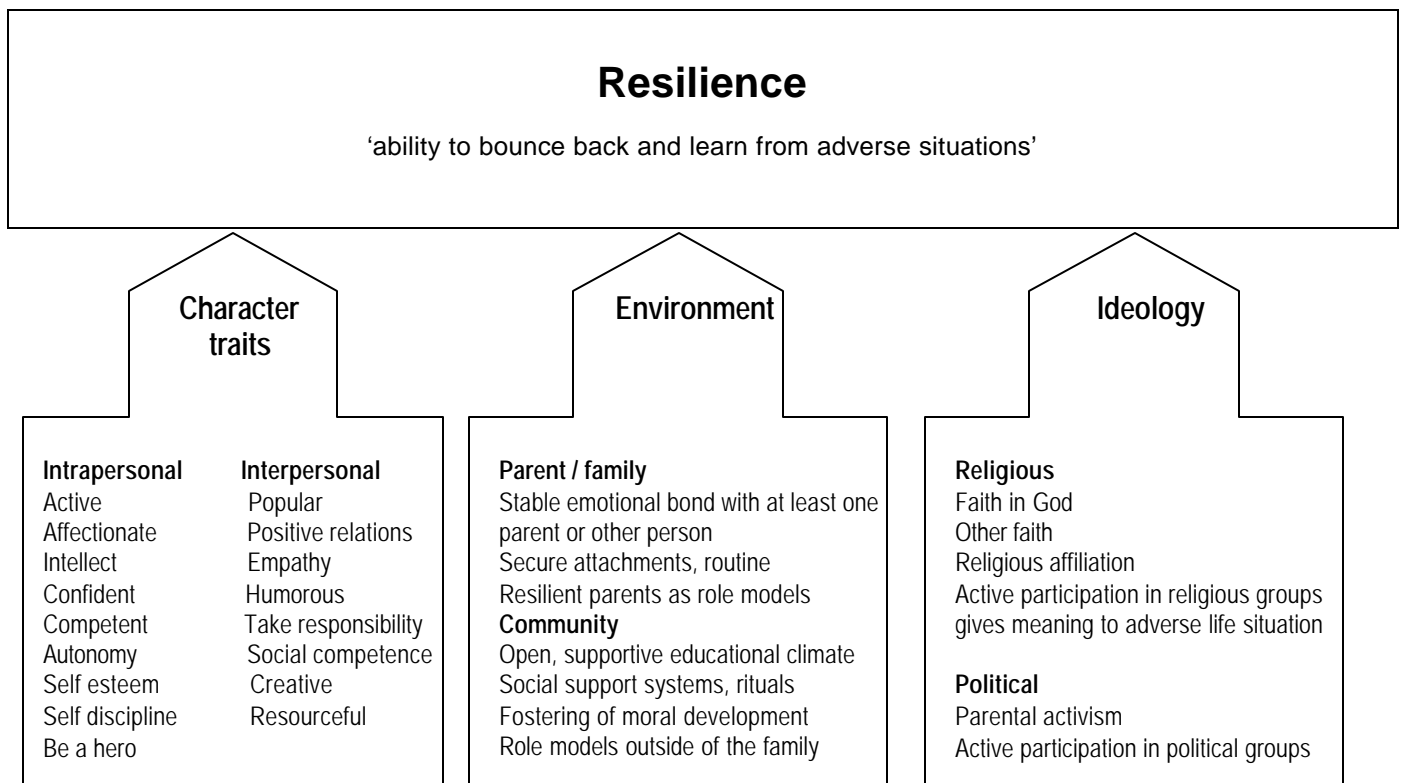 Resilience
‘ability to bounce back and learn from adverse situations’
Character
traits
Intrapersonal
Active
Affectionate
Intellect
Confident
Competent
Autonomy
Self esteem
Self discipline
Be a hero
Interpersonal
Popular
Positive relations
Empathy
Humorous
Take responsibility
Social competence
Creative
Resourceful
Environment
Parent / family
Stable emotional bond with at least one
parent or other person
Secure attachments, routine
Resilient parents as role models
Community
Open, supportive educational climate
Social support systems, rituals
Fostering of moral development
Role models outside of the family
Ideology
Religious
Faith in God
Other faith
Religious affiliation
Active participation in religious groups
gives meaning to adverse life situation
Political
Parental activism
Active participation in political groups